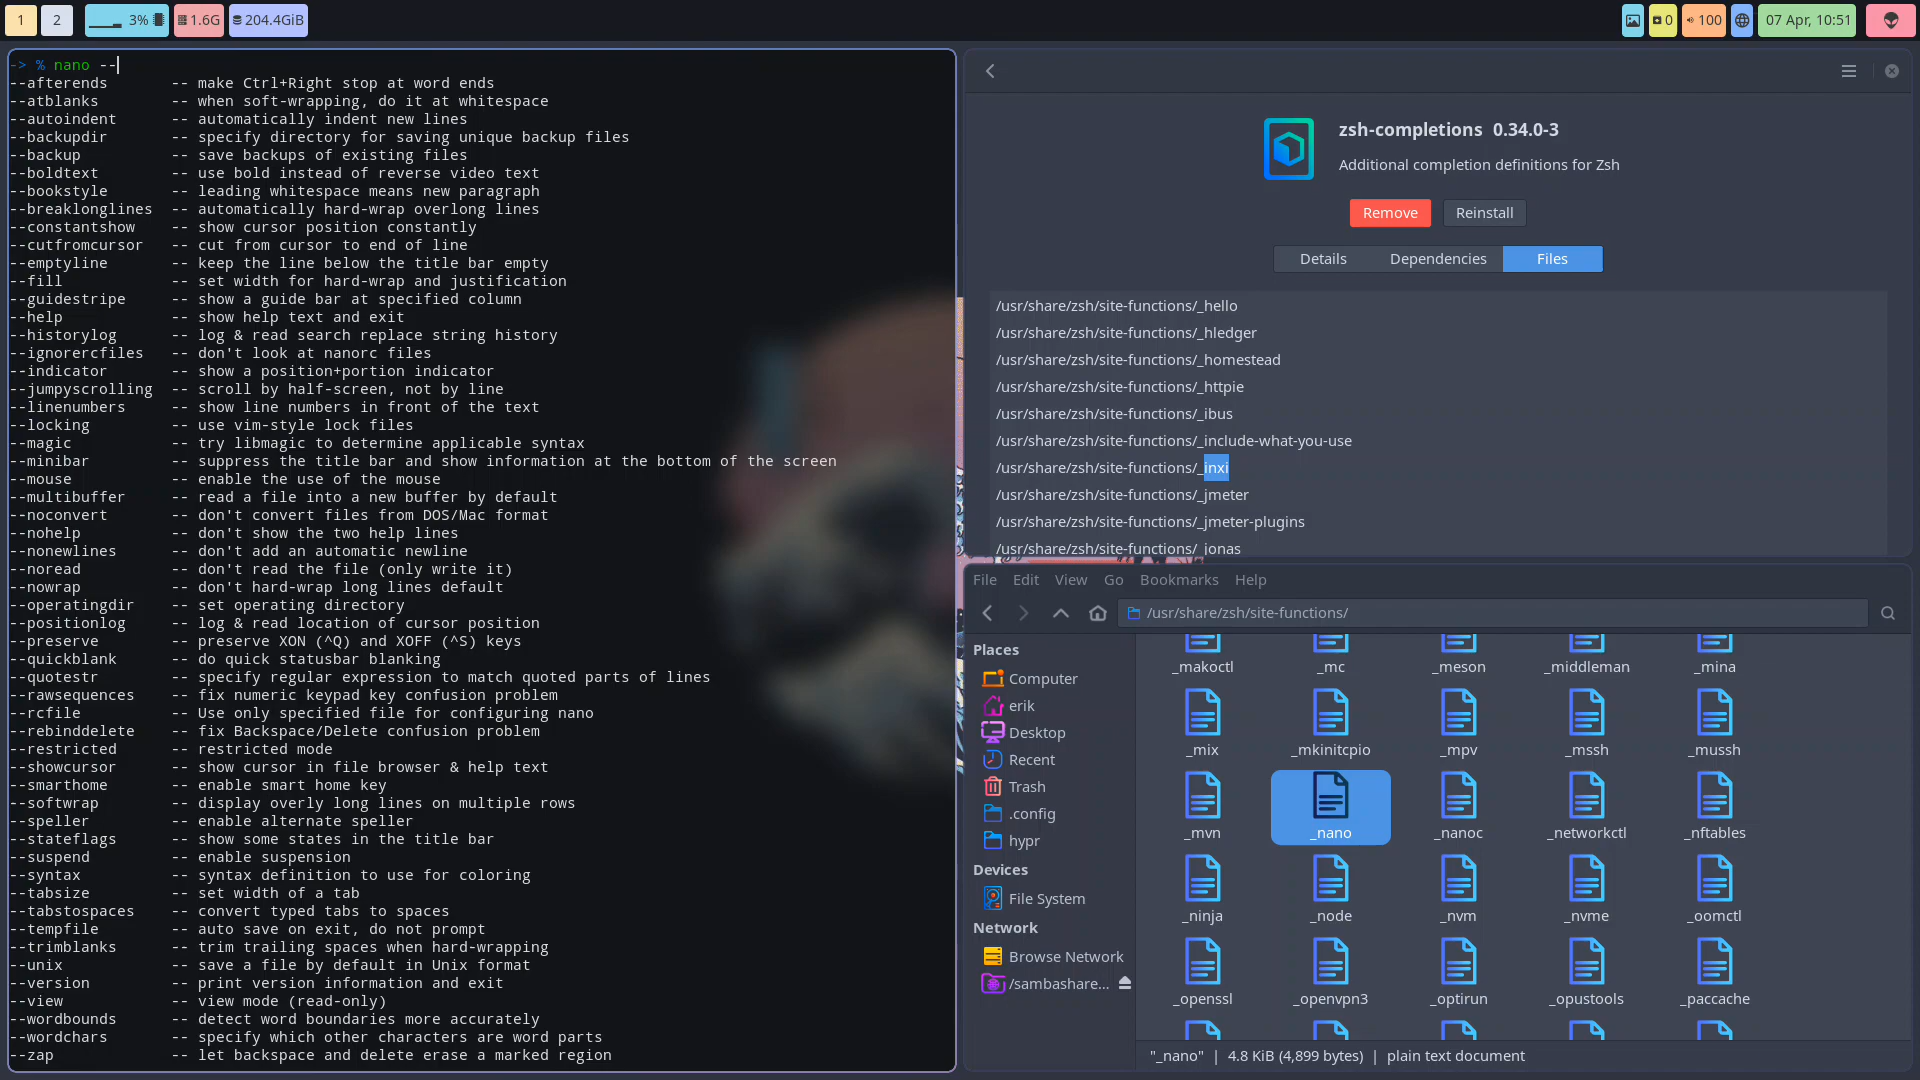 1
2
3%
1.6G
204.4GiB
0
100
07 Apr, 10:51
-> % nano --
--afterends -- make Ctrl+Right stop at word ends
--atblanks -- when soft-wrapping, do it at whitespace
--autoindent -- automatically indent new lines
--backupdir -- specify directory for saving unique backup files
--backup -- save backups of existing files
--boldtext -- use bold instead of reverse video text
--bookstyle -- leading whitespace means new paragraph
--breaklonglines -- automatically hard-wrap overlong lines
--constantshow -- show cursor position constantly
--cutfromcursor -- cut from cursor to end of line
--emptyline -- keep the line below the title bar empty
--fill -- set width for hard-wrap and justification
--guidestripe -- show a guide bar at specified column
--help -- show help text and exit
--historylog -- log & read search replace string history
--ignorercfiles -- don't look at nanorc files
--indicator -- show a position+portion indicator
--jumpyscrolling -- scroll by half-screen, not by line
--linenumbers -- show line numbers in front of the text
--locking -- use vim-style lock files
--magic -- try libmagic to determine applicable syntax
--minibar -- suppress the title bar and show information at the bottom of the screen
--mouse -- enable the use of the mouse
--multibuffer -- read a file into a new buffer by default
--noconvert -- don't convert files from DOS/Mac format
--nohelp -- don't show the two help lines
--nonewlines -- don't add an automatic newline
--noread -- don't read the file (only write it)
--nowrap -- don't hard-wrap long lines default
--operatingdir -- set operating directory
--positionlog -- log & read location of cursor position
--preserve -- preserve XON (^Q) and XOFF (^S) keys
--quickblank -- do quick statusbar blanking
--quotestr -- specify regular expression to match quoted parts of lines
--rawsequences -- fix numeric keypad key confusion problem
--rcfile -- Use only specified file for configuring nano
--rebinddelete -- fix Backspace/Delete confusion problem
--restricted -- restricted mode
--showcursor -- show cursor in file browser & help text
--smarthome -- enable smart home key
--softwrap -- display overly long lines on multiple rows
--speller -- enable alternate speller
--stateflags -- show some states in the title bar
--suspend -- enable suspension
--syntax -- syntax definition to use for coloring
--tabsize -- set width of a tab
--tabstospaces -- convert typed tabs to spaces
--tempfile -- auto save on exit, do not prompt
--trimblanks -- trim trailing spaces when hard-wrapping
--unix -- save a file by default in Unix format
--version -- print version information and exit
--view -- view mode (read-only)
--wordbounds -- detect word boundaries more accurately
--wordchars -- specify which other characters are word parts
--zap -- let backspace and delete erase a marked region
zsh-completions 0.34.0-3
Additional completion definitions for Zsh
Remove
Reinstall
Details
Dependencies
Files
/usr/share/zsh/site-functions/_hello
/usr/share/zsh/site-functions/_hledger
/usr/share/zsh/site-functions/_homestead
/usr/share/zsh/site-functions/_httpie
/usr/share/zsh/site-functions/_ibus
/usr/share/zsh/site-functions/_include-what-you-use
/usr/share/zsh/site-functions/_inxi
/usr/share/zsh/site-functions/_jmeter
/usr/share/zsh/site-functions/_jmeter-plugins
/usr/share/zsh/site-functions/_jonas
File Edit View Go Bookmarks Help
/usr/share/zsh/site-functions/
Places
Computer
erik
Desktop
Recent
Trash
.config
hypr
Devices
File System
Network
Browse Network
/sambashare...
_makoctl _mc _meson _middleman _mina
_mix _mkinitcpio _mpv _mssh _mussh
_mvn _nano _nanoc _networkctl _nftables
_ninja _node _nvm _nvme _oomctl
_openssl _openvpn3 _optirun _opustools _paccache
"_nano" | 4.8 KiB (4,899 bytes) | plain text document